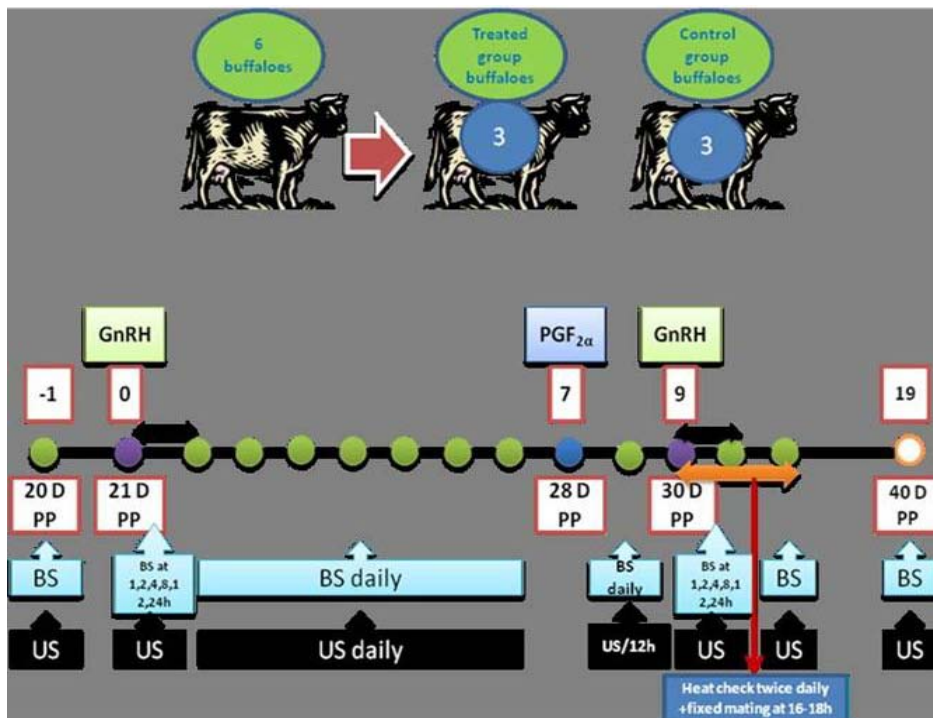 6
buffaloes
Treated
group
buffaloes
Control
group
buffaloes
3
3
GnRH
PGF2α
GnRH
-1
0
7
9
19
20 D
PP
21 D
PP
28 D
PP
30 D
PP
40 D
PP
BS
BS at
1,2,4,8,1
2,24h
BS daily
BS
daily
BS at
1,2,4,8,1
2,24h
BS
BS
US
US
US daily
US/12h
US
US
US
Heat check twice daily
+fixed mating at 16-18h